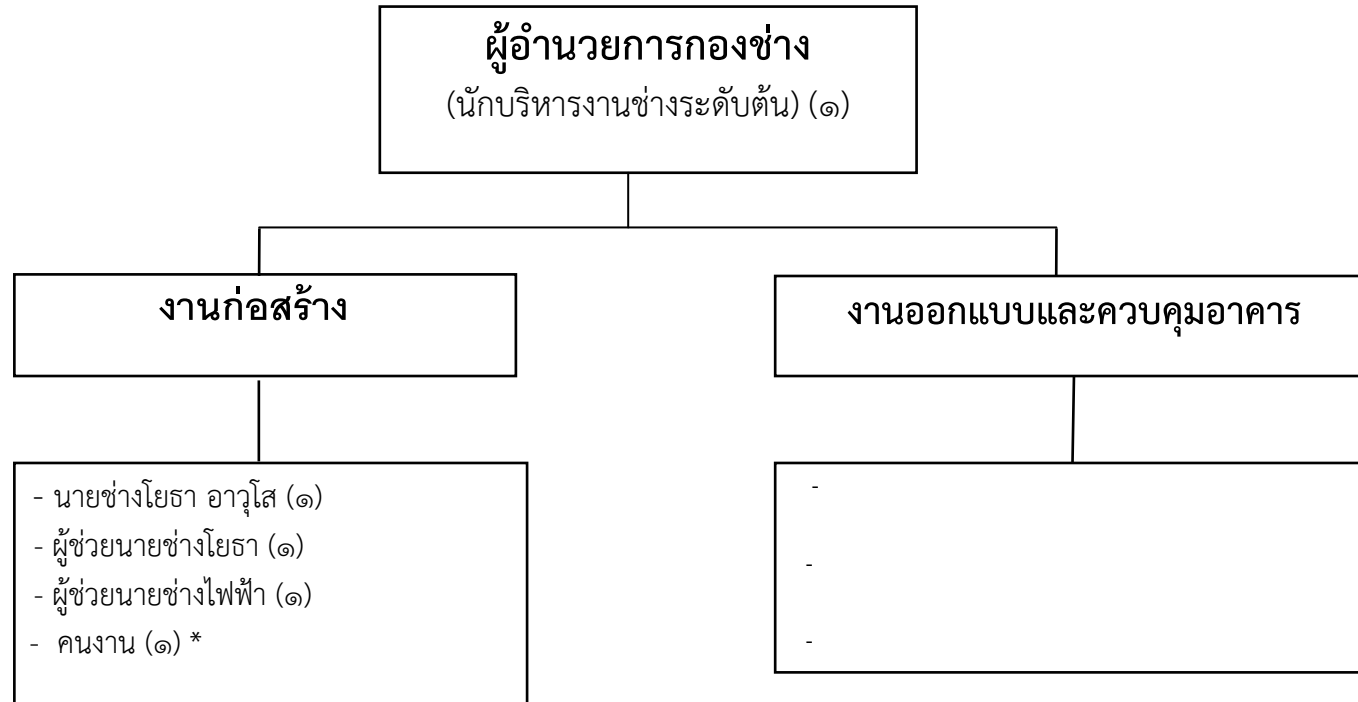 ผู้อำนวยการกองช่าง
(นักบริหารงานช่างระดับต้น) (๑)
งานก่อสร้าง
งานออกแบบและควบคุมอาคาร
- นายช่างโยธา อาวุโส (๑)
- ผู้ช่วยนายช่างโยธา (๑)
- ผู้ช่วยนายช่างไฟฟ้า (๑)
- คนงาน (๑) *
-
-
-